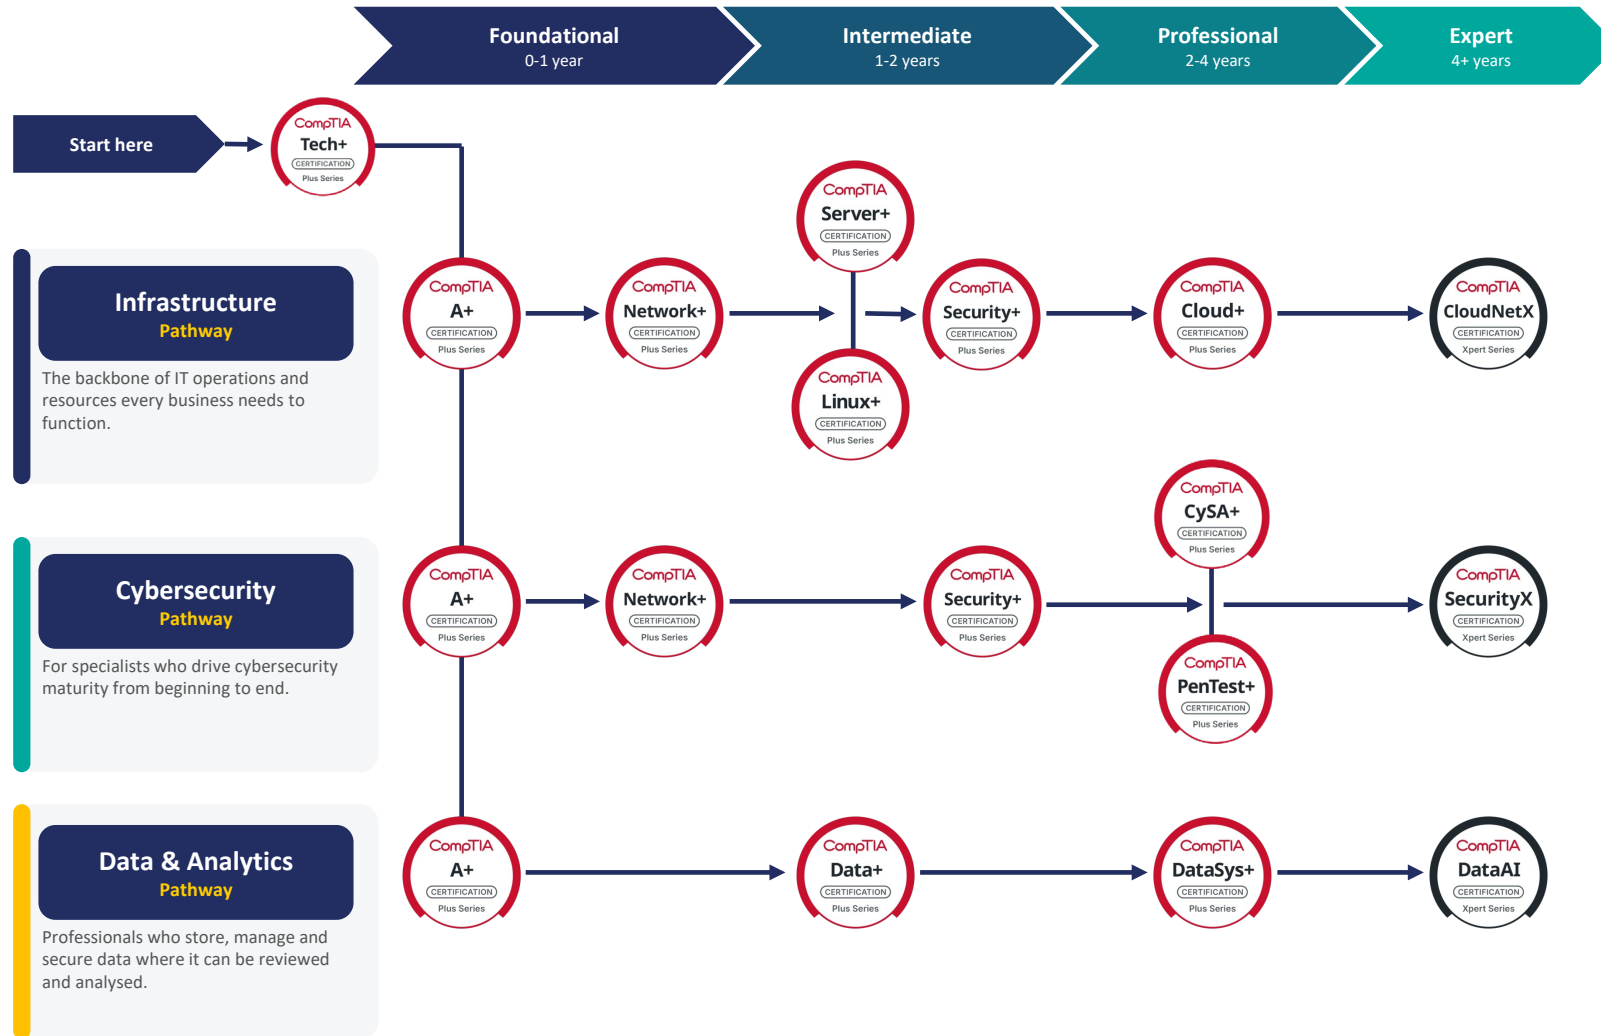 Foundational
0-1 year
Intermediate
1-2 years
Professional
2-4 years
Expert
4+ years
Start here
CompTIA
Tech+
CERTIFICATION
Plus Series
CompTIA
Server+
CERTIFICATION
Plus Series
Infrastructure
Pathway
The backbone of IT operations and
resources every business needs to
function.
CompTIA
A+
CERTIFICATION
Plus Series
CompTIA
Network+
CERTIFICATION
Plus Series
CompTIA
Security+
CERTIFICATION
Plus Series
CompTIA
Cloud+
CERTIFICATION
Plus Series
CompTIA
CloudNetX
CERTIFICATION
Xpert Series
CompTIA
Linux+
CERTIFICATION
Plus Series
CompTIA
CySA+
CERTIFICATION
Plus Series
Cybersecurity
Pathway
For specialists who drive cybersecurity
maturity from beginning to end.
CompTIA
A+
CERTIFICATION
Plus Series
CompTIA
Network+
CERTIFICATION
Plus Series
CompTIA
Security+
CERTIFICATION
Plus Series
CompTIA
SecurityX
CERTIFICATION
Xpert Series
CompTIA
PenTest+
CERTIFICATION
Plus Series
Data & Analytics
Pathway
Professionals who store, manage and
secure data where it can be reviewed
and analysed.
CompTIA
A+
CERTIFICATION
Plus Series
CompTIA
Data+
CERTIFICATION
Plus Series
CompTIA
DataSys+
CERTIFICATION
Plus Series
CompTIA
DataAI
CERTIFICATION
Xpert Series